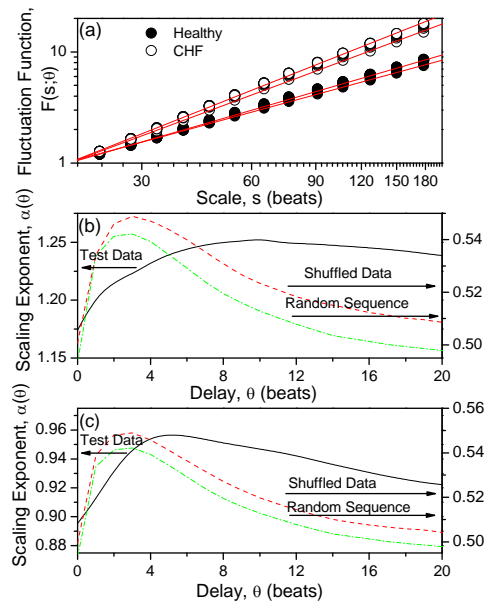 (a)
Healthy
CHF
Fluctuation Function,
F(s;θ)
10
1
30
60
90
120
150
180
Scale, s (beats)
(b)
Test Data
Shuffled Data
Random Sequence
Scaling Exponent, α(θ)
1.25
1.20
1.15
0.54
0.52
0.50
0
4
8
12
16
20
Delay, θ (beats)
(c)
Test Data
Shuffled Data
Random Sequence
Scaling Exponent, α(θ)
0.96
0.94
0.92
0.90
0.88
0.56
0.54
0.52
0.50
0
4
8
12
16
20
Delay, θ (beats)